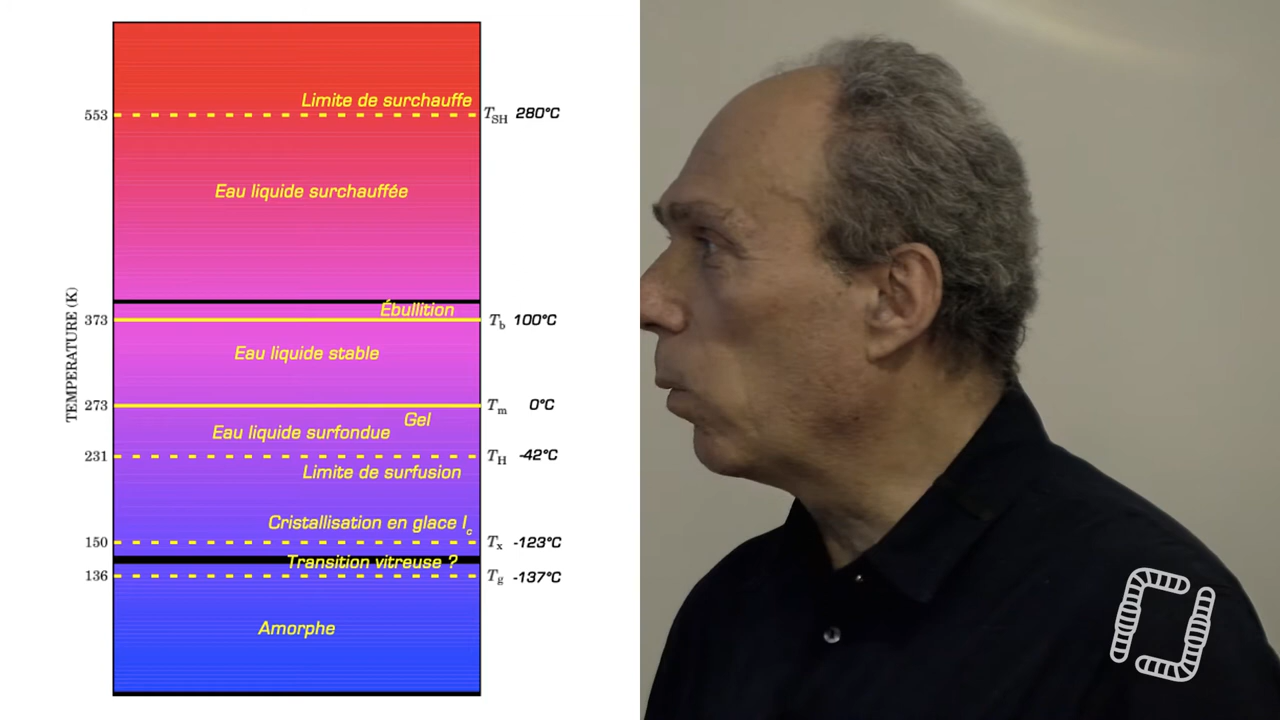 Limite de surchauffe
553 T_SH 280°C
Eau liquide surchauffée
TEMPERATURE (K)
Ébullition
373 T_b 100°C
Eau liquide stable
273 T_m 0°C
Gel
Eau liquide surfondue
231 T_H -42°C
Limite de surfusion
Cristallisation en glace I_c
150 T_x -123°C
Transition vitreuse ?
136 T_g -137°C
Amorphe